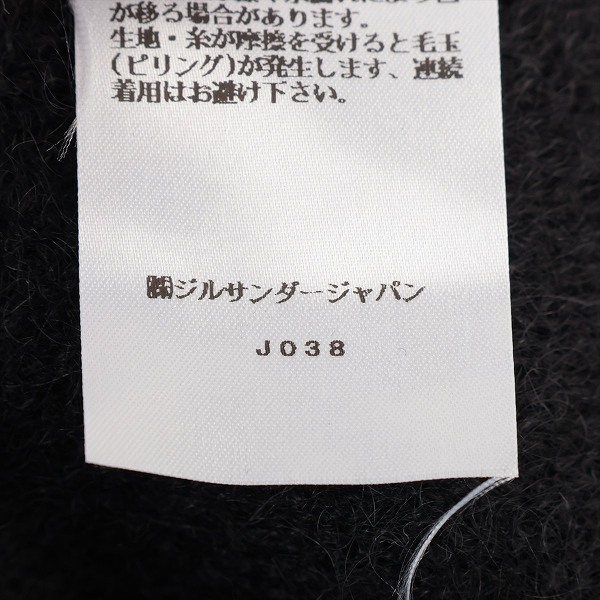 が移る場合があります。
生地・糸が摩擦を受けると毛玉
(ピリング)が発生します、連続
着用はお避け下さい。
㈱ジルサンダージャパン
J038